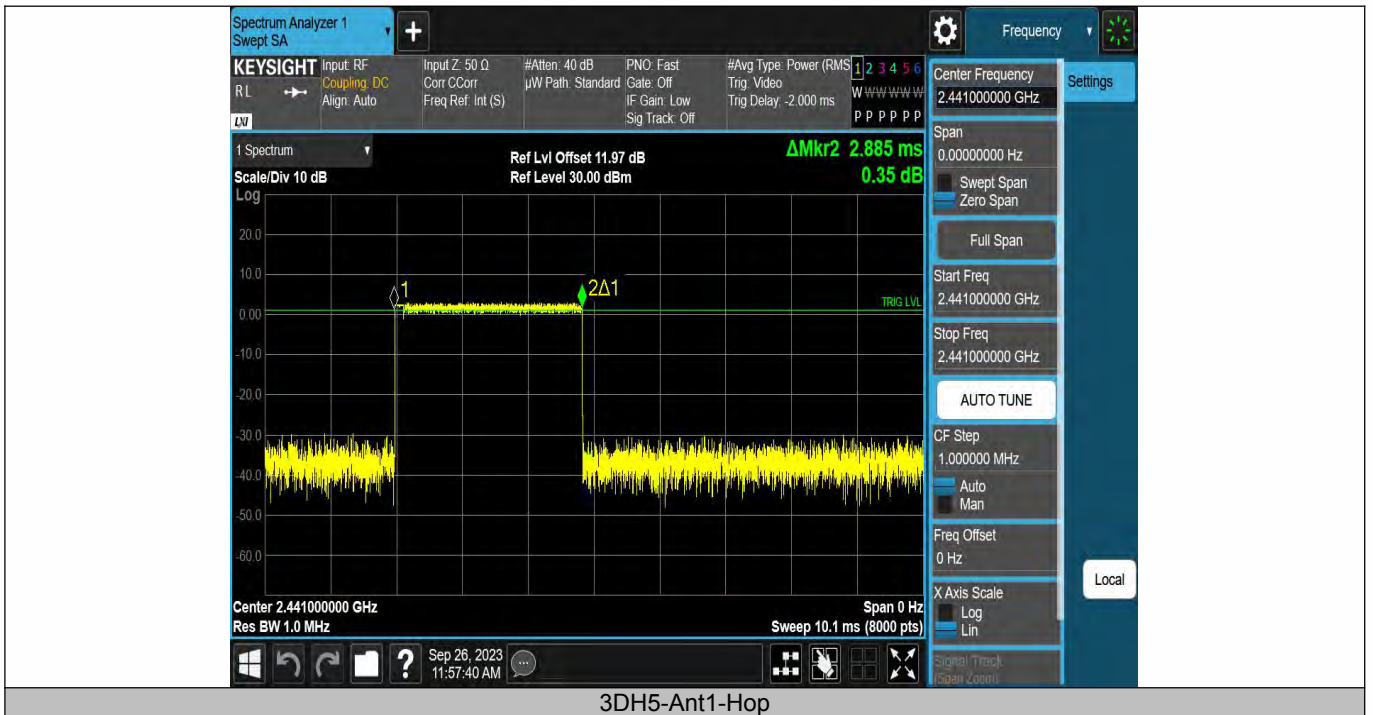 Spectrum Analyzer 1
Swept SA
Frequency
KEYSIGHT
RL
LXI
Input: RF
Coupling: DC
Align: Auto
Input Z: 50 Ω
Corr CCorr
Freq Ref: Int (S)
#Atten: 40 dB
µW Path: Standard
PNO: Fast
Gate: Off
IF Gain: Low
Sig Track: Off
#Avg Type: Power (RMS
Trig: Video
Trig Delay: -2.000 ms
1 2 3 4 5 6
W W W W W W
P P P P P P
Center Frequency
2.441000000 GHz
Settings
1 Spectrum
Scale/Div 10 dB
Log
Ref Lvl Offset 11.97 dB
Ref Level 30.00 dBm
ΔMkr2 2.885 ms
0.35 dB
Span
0.00000000 Hz
Swept Span
Zero Span
Full Span
Start Freq
2.441000000 GHz
Stop Freq
2.441000000 GHz
AUTO TUNE
CF Step
1.000000 MHz
Auto
Man
Freq Offset
0 Hz
X Axis Scale
Log
Lin
Signal Track
(Span Zoom)
Local
20.0
10.0
0.00
-10.0
-20.0
-30.0
-40.0
-50.0
-60.0
1
2Δ1
TRIG LVL
Center 2.441000000 GHz
Res BW 1.0 MHz
Span 0 Hz
Sweep 10.1 ms (8000 pts)
?
Sep 26, 2023
11:57:40 AM
3DH5-Ant1-Hop